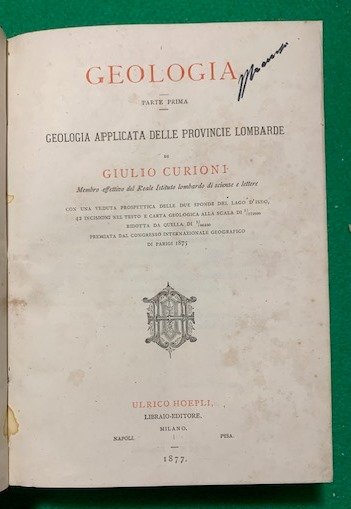 GEOLOGIA
PARTE PRIMA
GEOLOGIA APPLICATA DELLE PROVINCIE LOMBARDE
DI
GIULIO CURIONI
Membro effettivo del Reale Istituto lombardo di scienze e lettere
CON UNA VEDUTA PROSPETTICA DELLE DUE SPONDE DEL LAGO D'ISEO,
42 INCISIONI NEL TESTO E CARTA GEOLOGICA ALLA SCALA DI
RIDOTTA DA QUELLA DI
PREMIATA DAL CONGRESSO INTERNAZIONALE GEOGRAFICO
DI PARIGI 1875
ULRICO HOEPLI,
LIBRAIO-EDITORE,
MILANO.
NAPOLI. PISA.
1877.